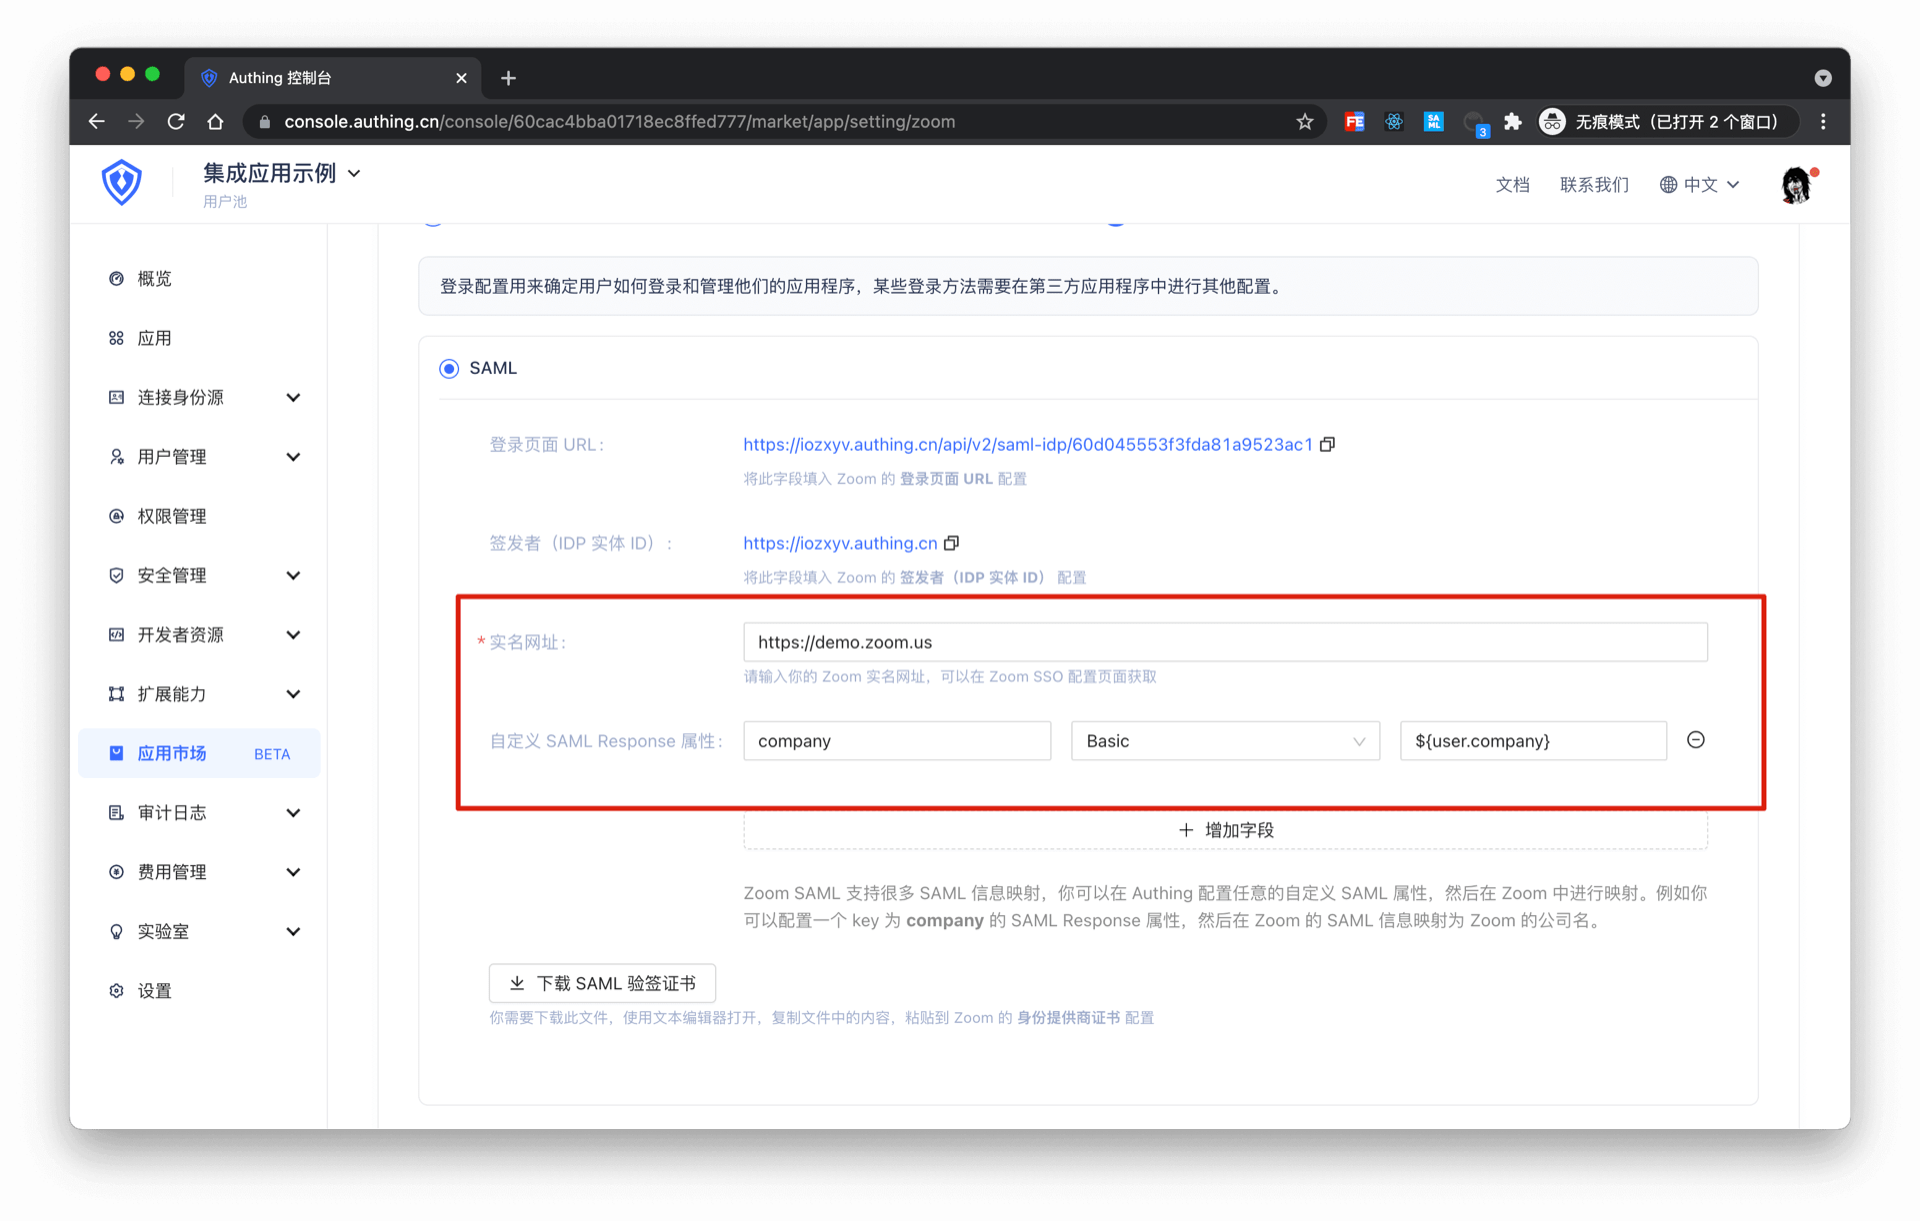 Authing 控制台
console.authing.cn/console/60cac4bba01718ec8ffed777/market/app/setting/zoom
FE
SA
ML
3
无痕模式（已打开 2 个窗口）
集成应用示例
用户池
文档
联系我们
中文
概览
应用
连接身份源
用户管理
权限管理
安全管理
开发者资源
扩展能力
应用市场 BETA
审计日志
费用管理
实验室
设置
登录配置用来确定用户如何登录和管理他们的应用程序，某些登录方法需要在第三方应用程序中进行其他配置。
SAML
登录页面 URL： https://iozxyv.authing.cn/api/v2/saml-idp/60d045553f3fda81a9523ac1
将此字段填入 Zoom 的 登录页面 URL 配置
签发者（IDP 实体 ID）： https://iozxyv.authing.cn
将此字段填入 Zoom 的 签发者（IDP 实体 ID） 配置
* 实名网址： https://demo.zoom.us
请输入你的 Zoom 实名网址，可以在 Zoom SSO 配置页面获取
自定义 SAML Response 属性： company Basic ${user.company}
增加字段
Zoom SAML 支持很多 SAML 信息映射，你可以在 Authing 配置任意的自定义 SAML 属性，然后在 Zoom 中进行映射。例如你
可以配置一个 key 为 company 的 SAML Response 属性，然后在 Zoom 的 SAML 信息映射为 Zoom 的公司名。
下载 SAML 验签证书
你需要下载此文件，使用文本编辑器打开，复制文件中的内容，粘贴到 Zoom 的 身份提供商证书 配置